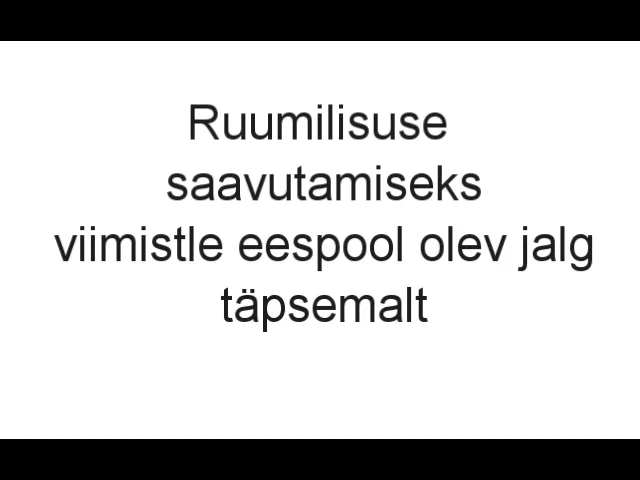 Ruumilisuse
saavutamiseks
viimistle eespool olev jalg
täpsemalt